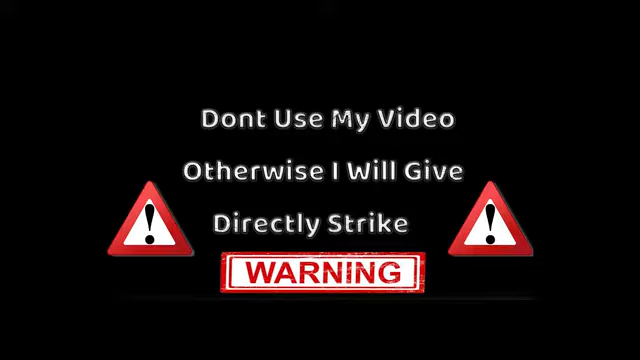 Dont Use My Video
Otherwise I Will Give
Directly Strike
WARNING